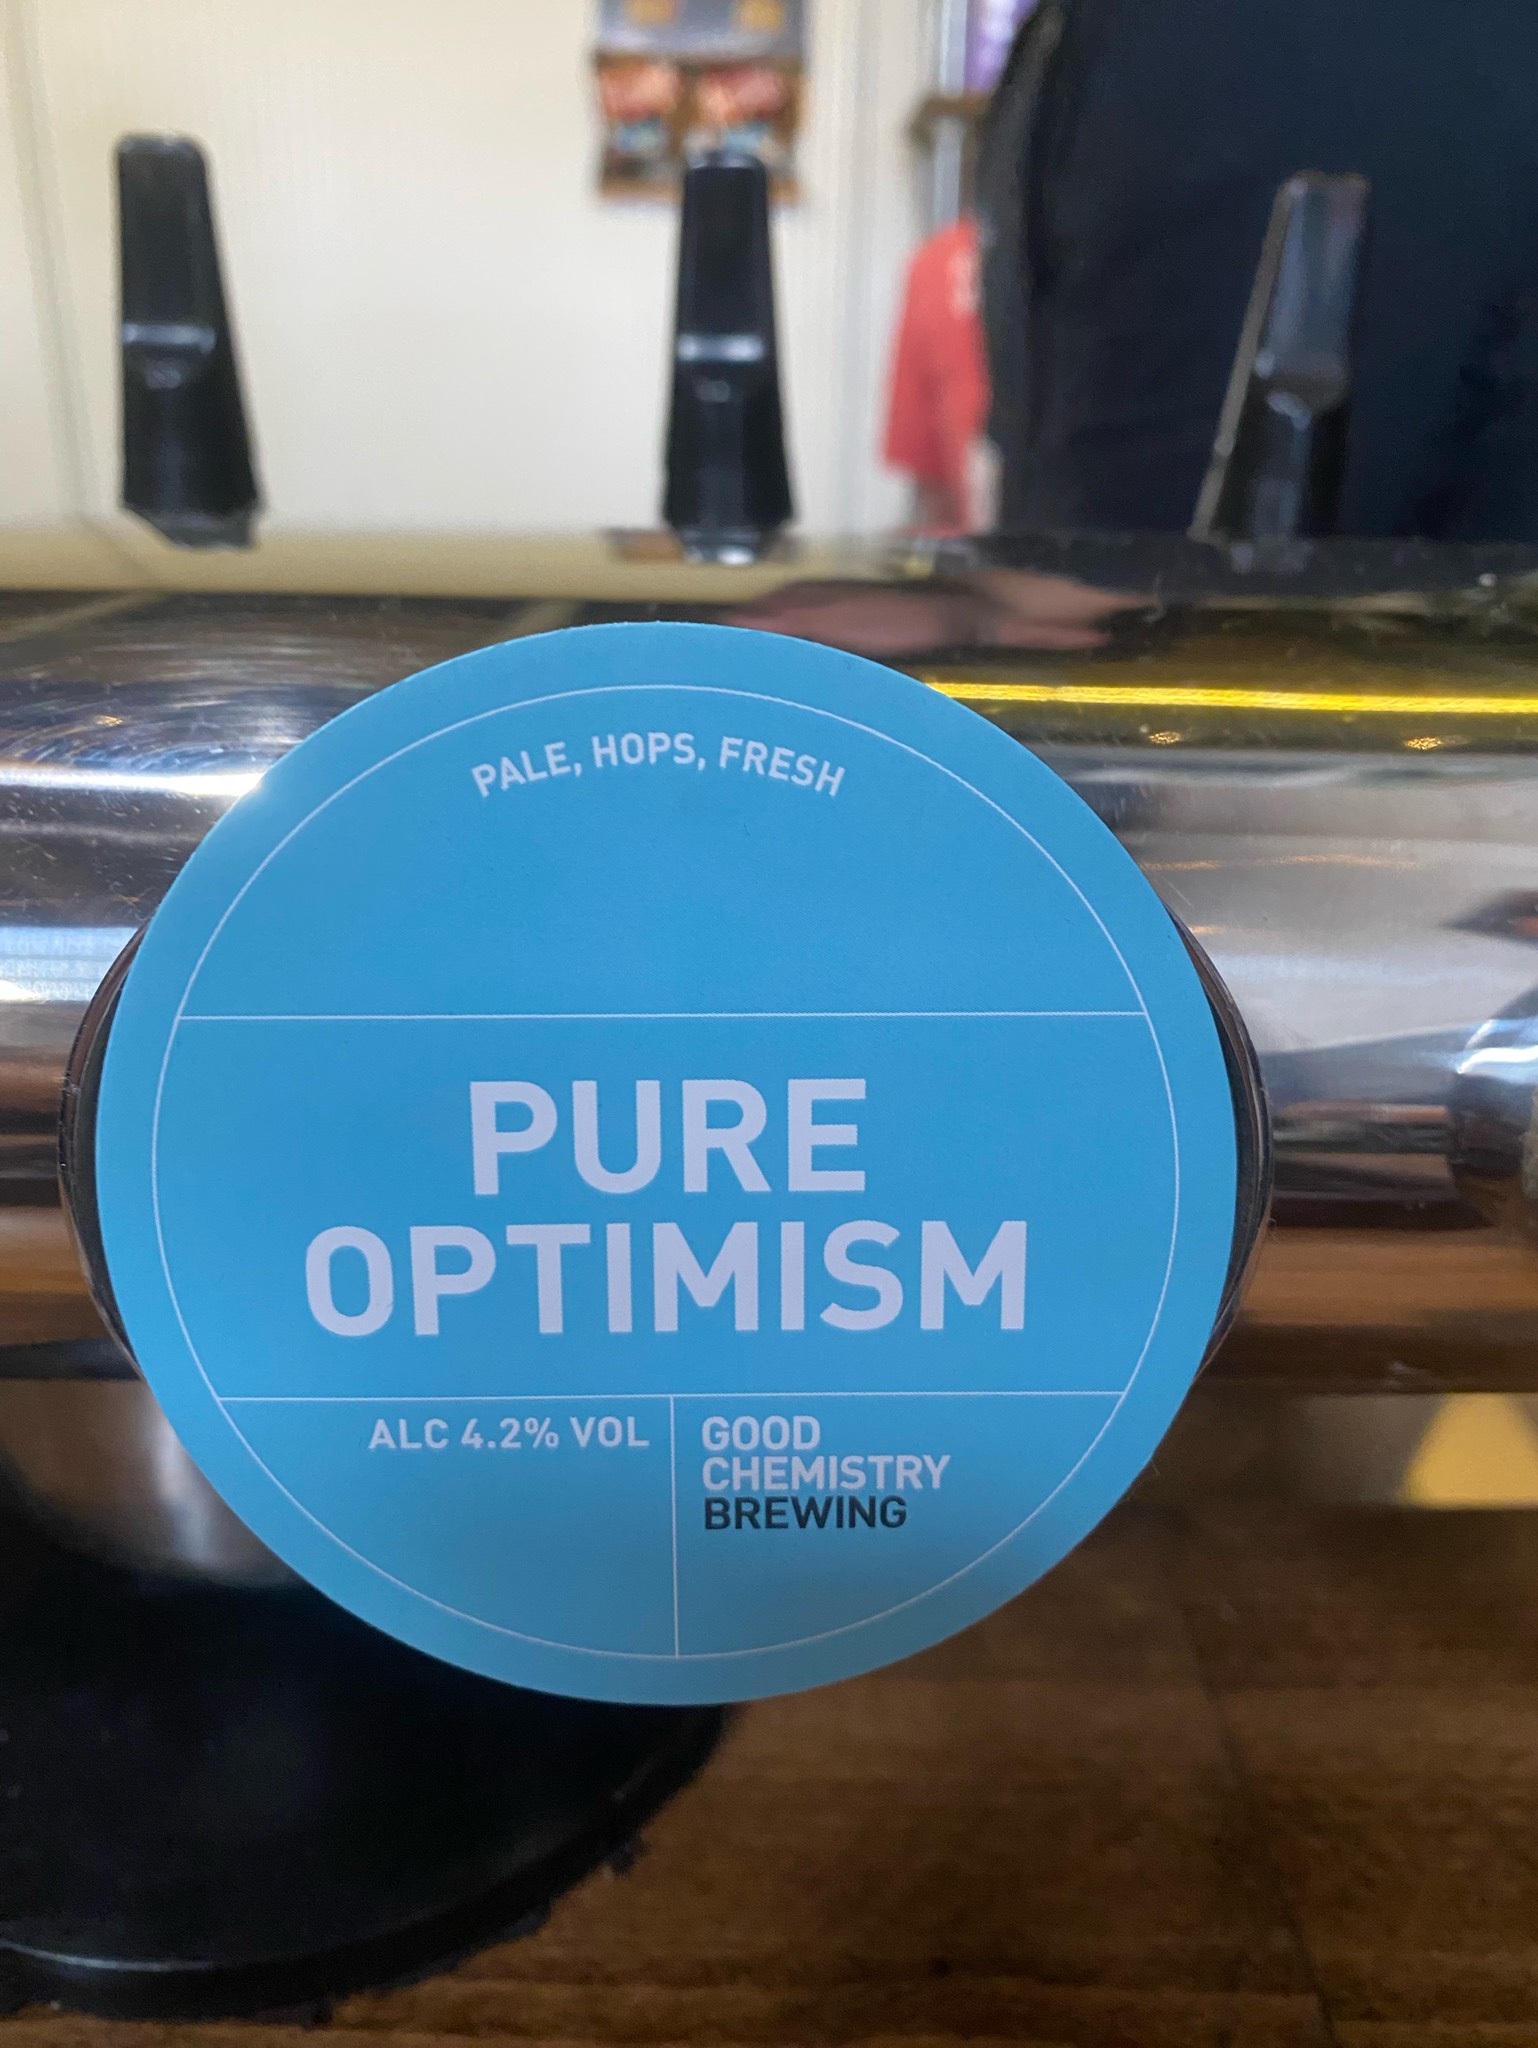 PALE, HOPS, FRESH
PURE
OPTIMISM
ALC 4.2% VOL
GOOD
CHEMISTRY
BREWING